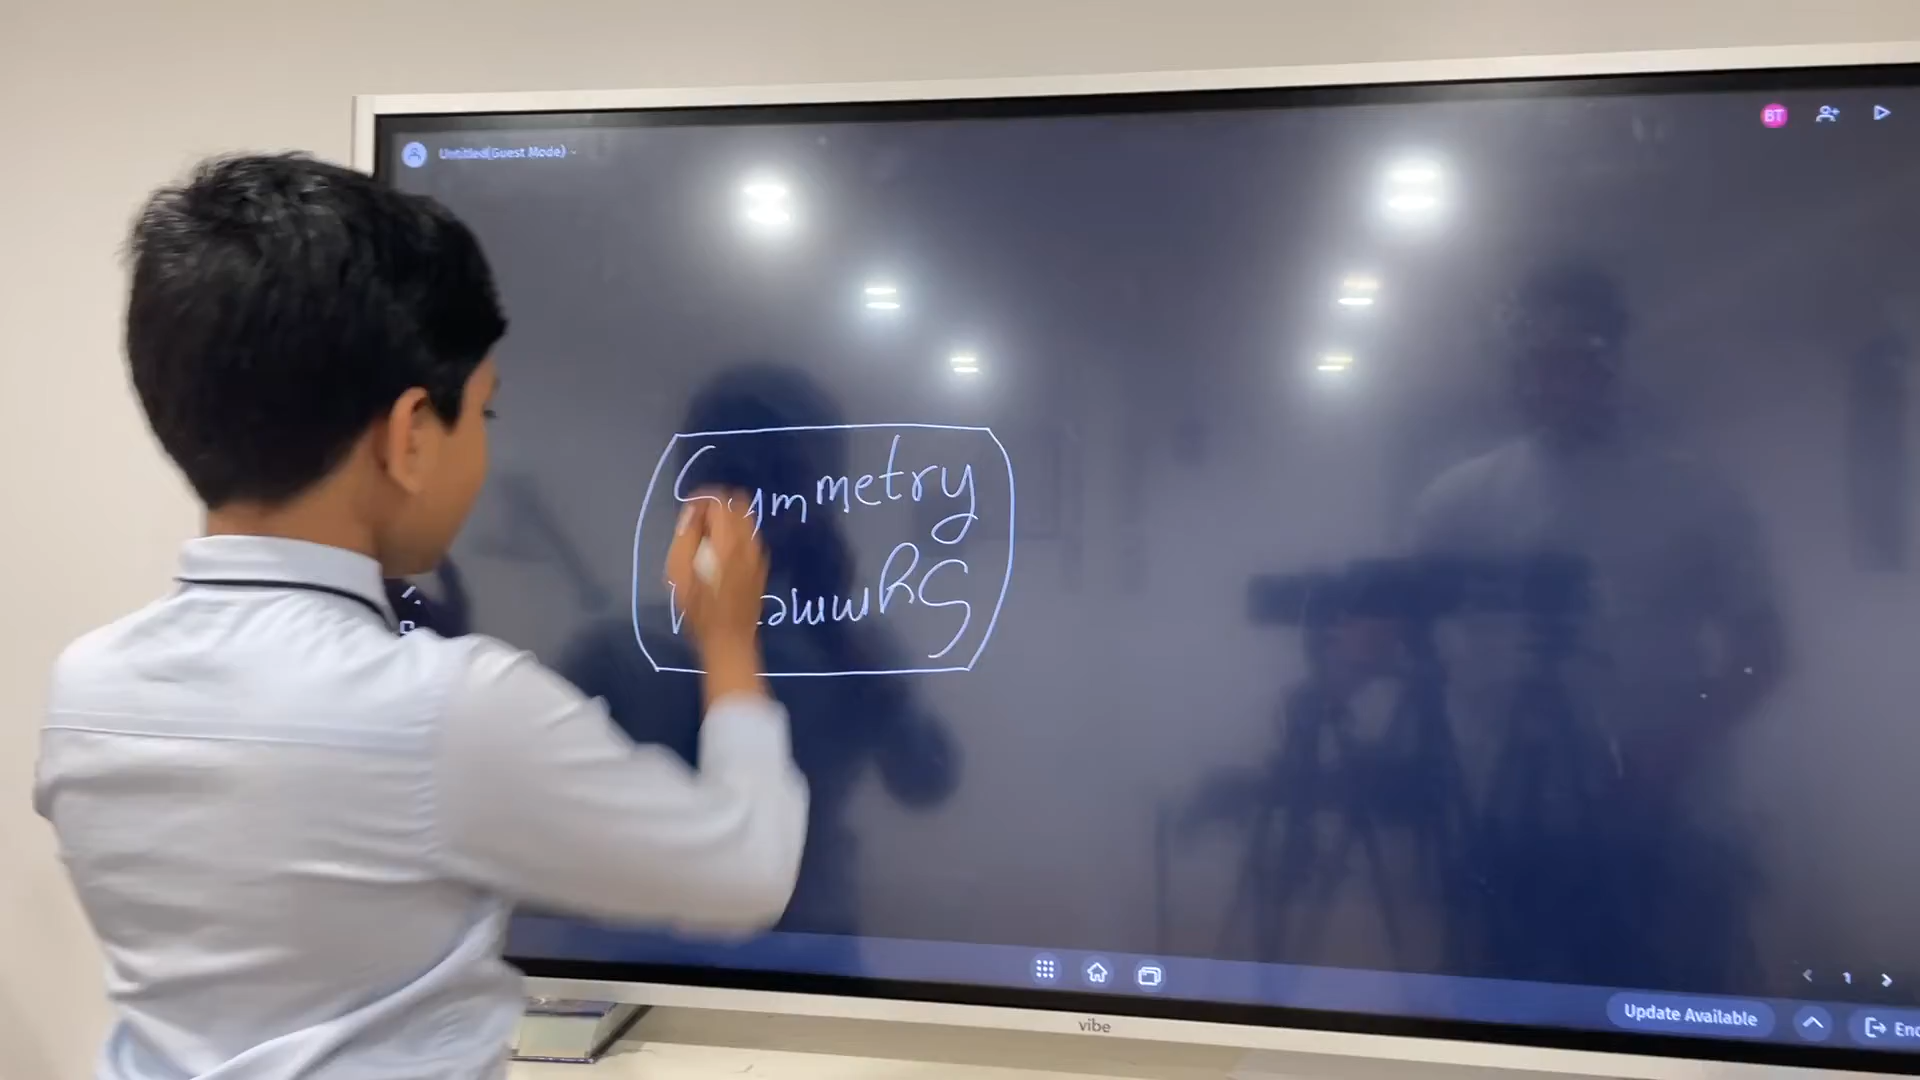 Untitled(Guest Mode)
BT
Symmetry
1
Update Available
vibe